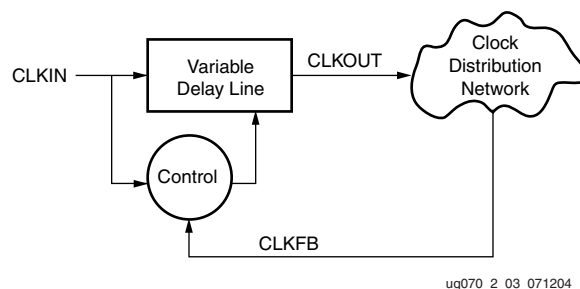 CLKIN
Variable
Delay Line
CLKOUT
Clock
Distribution
Network
Control
CLKFB
ug070_2_03_071204